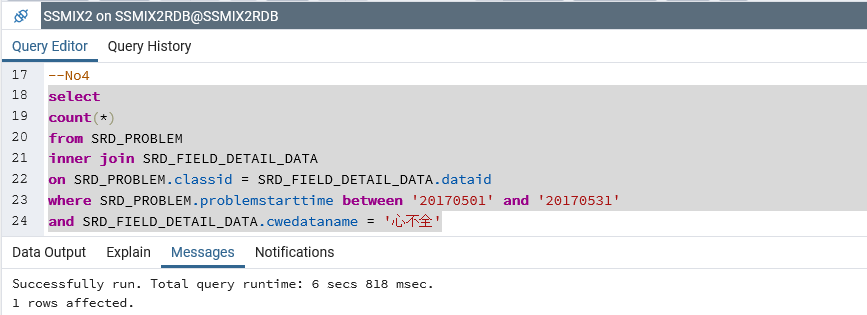 SSMIX2 on SSMIX2RDB@SSMIX2RDB
Query Editor Query History
17 --No4
18 select
19 count(*)
20 from SRD_PROBLEM
21 inner join SRD_FIELD_DETAIL_DATA
22 on SRD_PROBLEM.classid = SRD_FIELD_DETAIL_DATA.dataid
23 where SRD_PROBLEM.problemstarttime between '20170501' and '20170531'
24 and SRD_FIELD_DETAIL_DATA.cwedataname = '心不全'
Data Output Explain Messages Notifications
Successfully run. Total query runtime: 6 secs 818 msec.
1 rows affected.